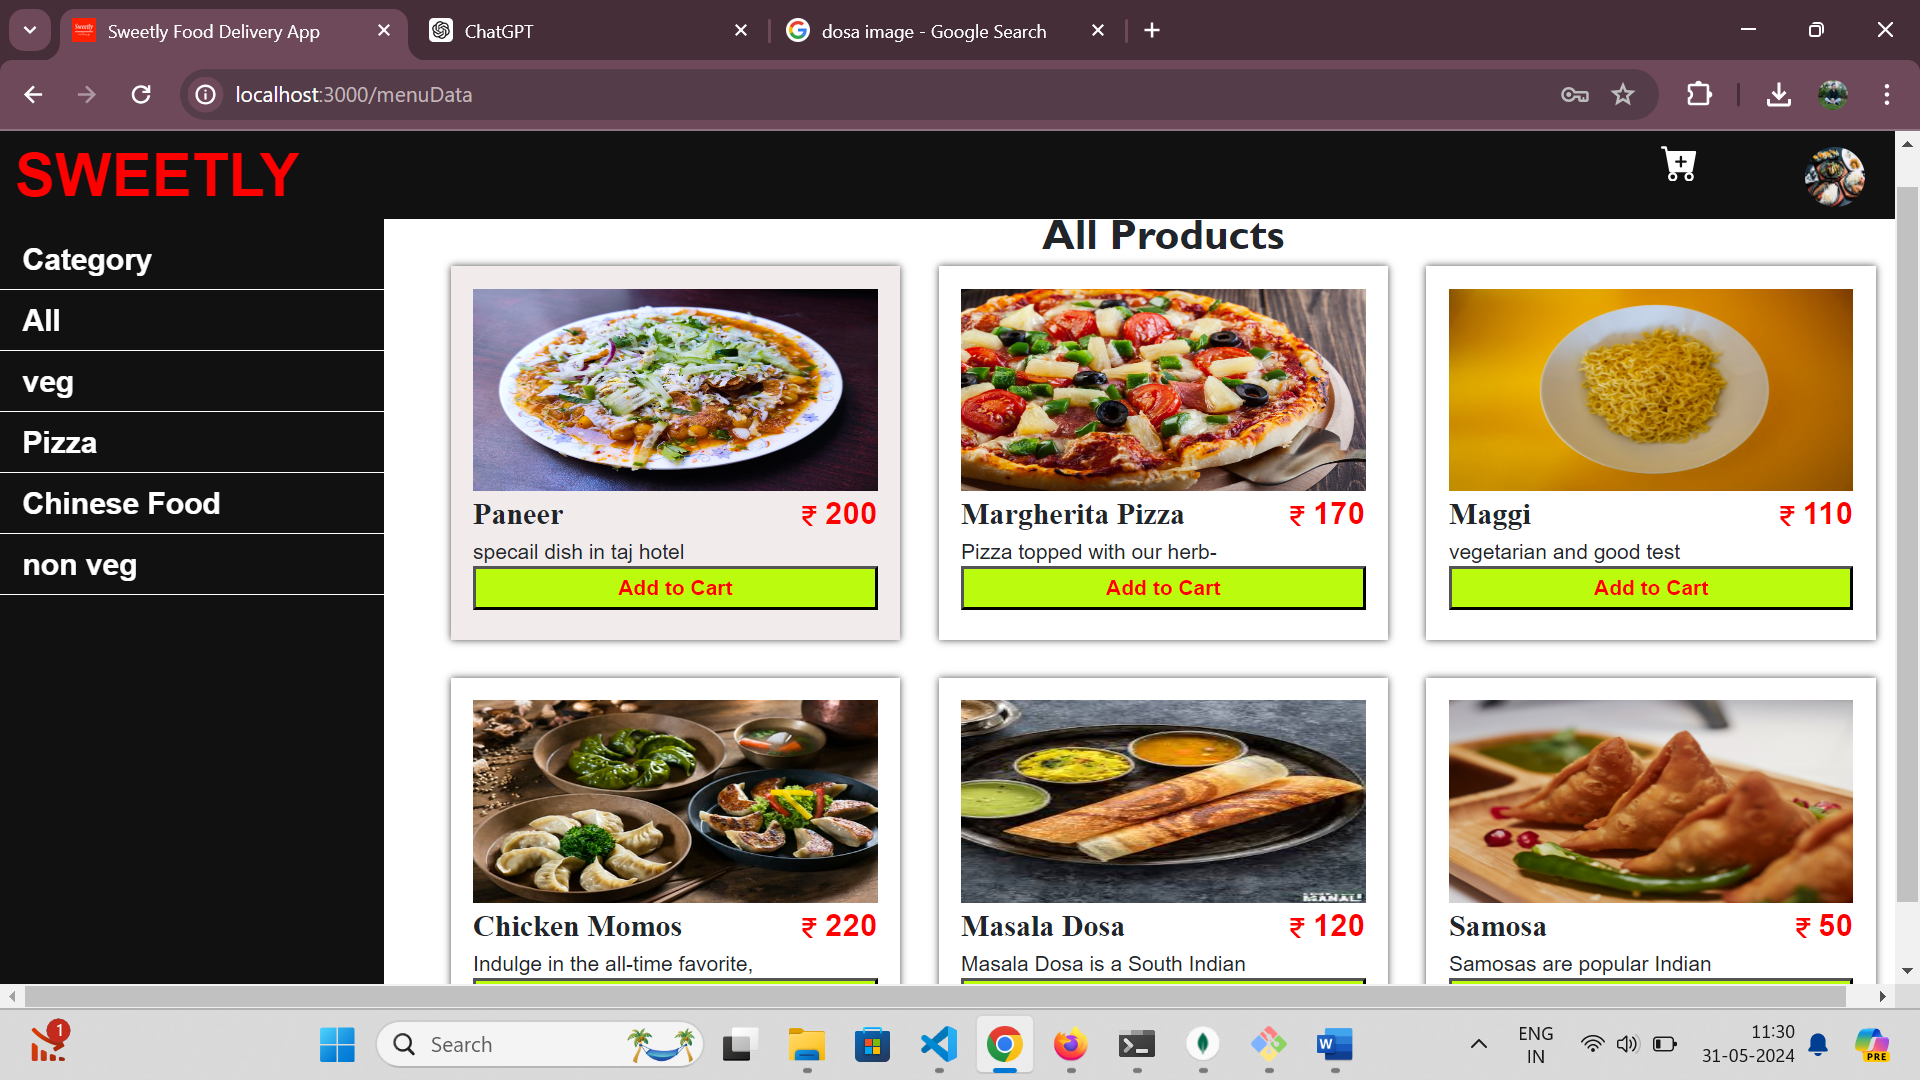 Sweetly Food Delivery App
ChatGPT
dosa image - Google Search
localhost:3000/menuData
SWEETLY
Category
All
veg
Pizza
Chinese Food
non veg
All Products
Paneer ₹ 200
specail dish in taj hotel
Add to Cart
Margherita Pizza ₹ 170
Pizza topped with our herb-
Add to Cart
Maggi ₹ 110
vegetarian and good test
Add to Cart
Chicken Momos ₹ 220
Indulge in the all-time favorite,
Masala Dosa ₹ 120
Masala Dosa is a South Indian
Samosa ₹ 50
Samosas are popular Indian
1
Search
ENG
IN
11:30
31-05-2024
PRE